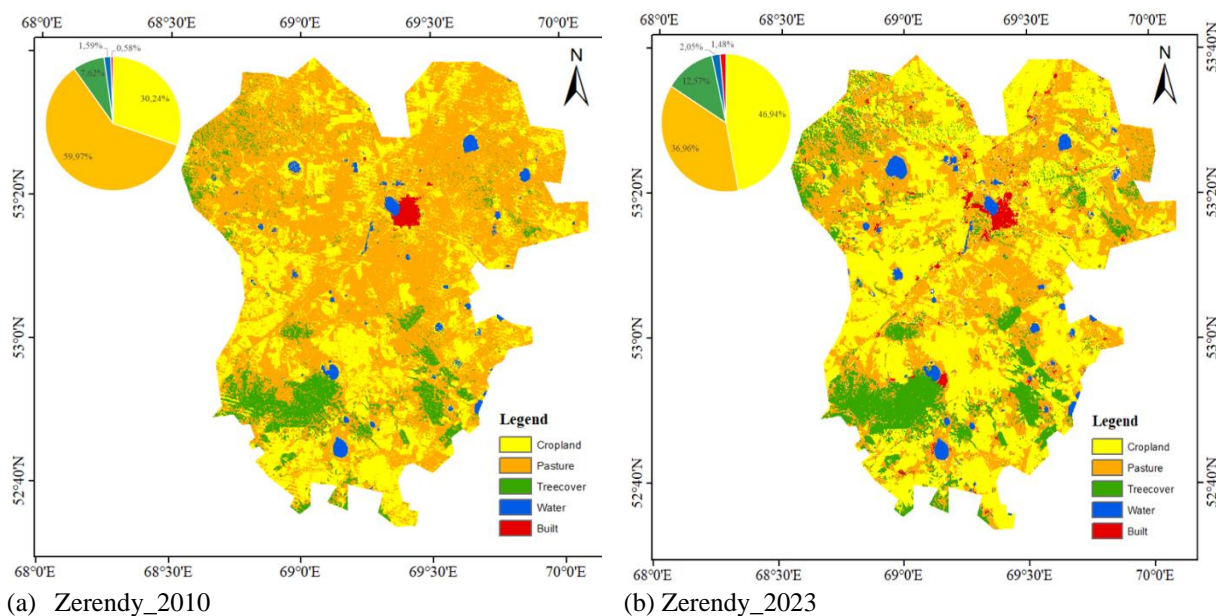 68°0'E 68°30'E 69°0'E 69°30'E 70°0'E
1,59% 0,58%
7,62%
30,24%
59,97%
N
53°20'N
53°0'N
52°40'N
Legend
Cropland
Pasture
Treecover
Water
Built
68°0'E 68°30'E 69°0'E 69°30'E 70°0'E
(a) Zerendy_2010
68°0'E 68°30'E 69°0'E 69°30'E 70°0'E
2,05% 1,48%
12,57%
46,94%
36,96%
N
53°40'N
53°20'N
53°0'N
52°40'N
53°20'N
53°0'N
52°40'N
Legend
Cropland
Pasture
Treecover
Water
Built
68°0'E 68°30'E 69°0'E 69°30'E 70°0'E
(b) Zerendy_2023